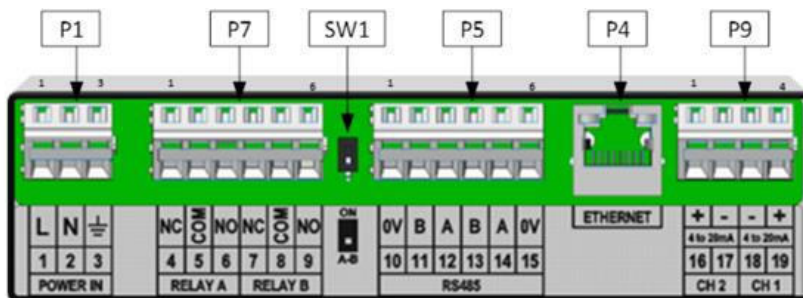 P1 P7 SW1 P5 P4 P9
1 3 1 6 1 6 1 4
L N NC COM NO NC COM NO ON 0V B A B A 0V ETHERNET + - - +
4 to 20mA 4 to 20mA
1 2 3 4 5 6 7 8 9 A-B 10 11 12 13 14 15 16 17 18 19
POWER IN RELAY A RELAY B RS485 CH 2 CH 1